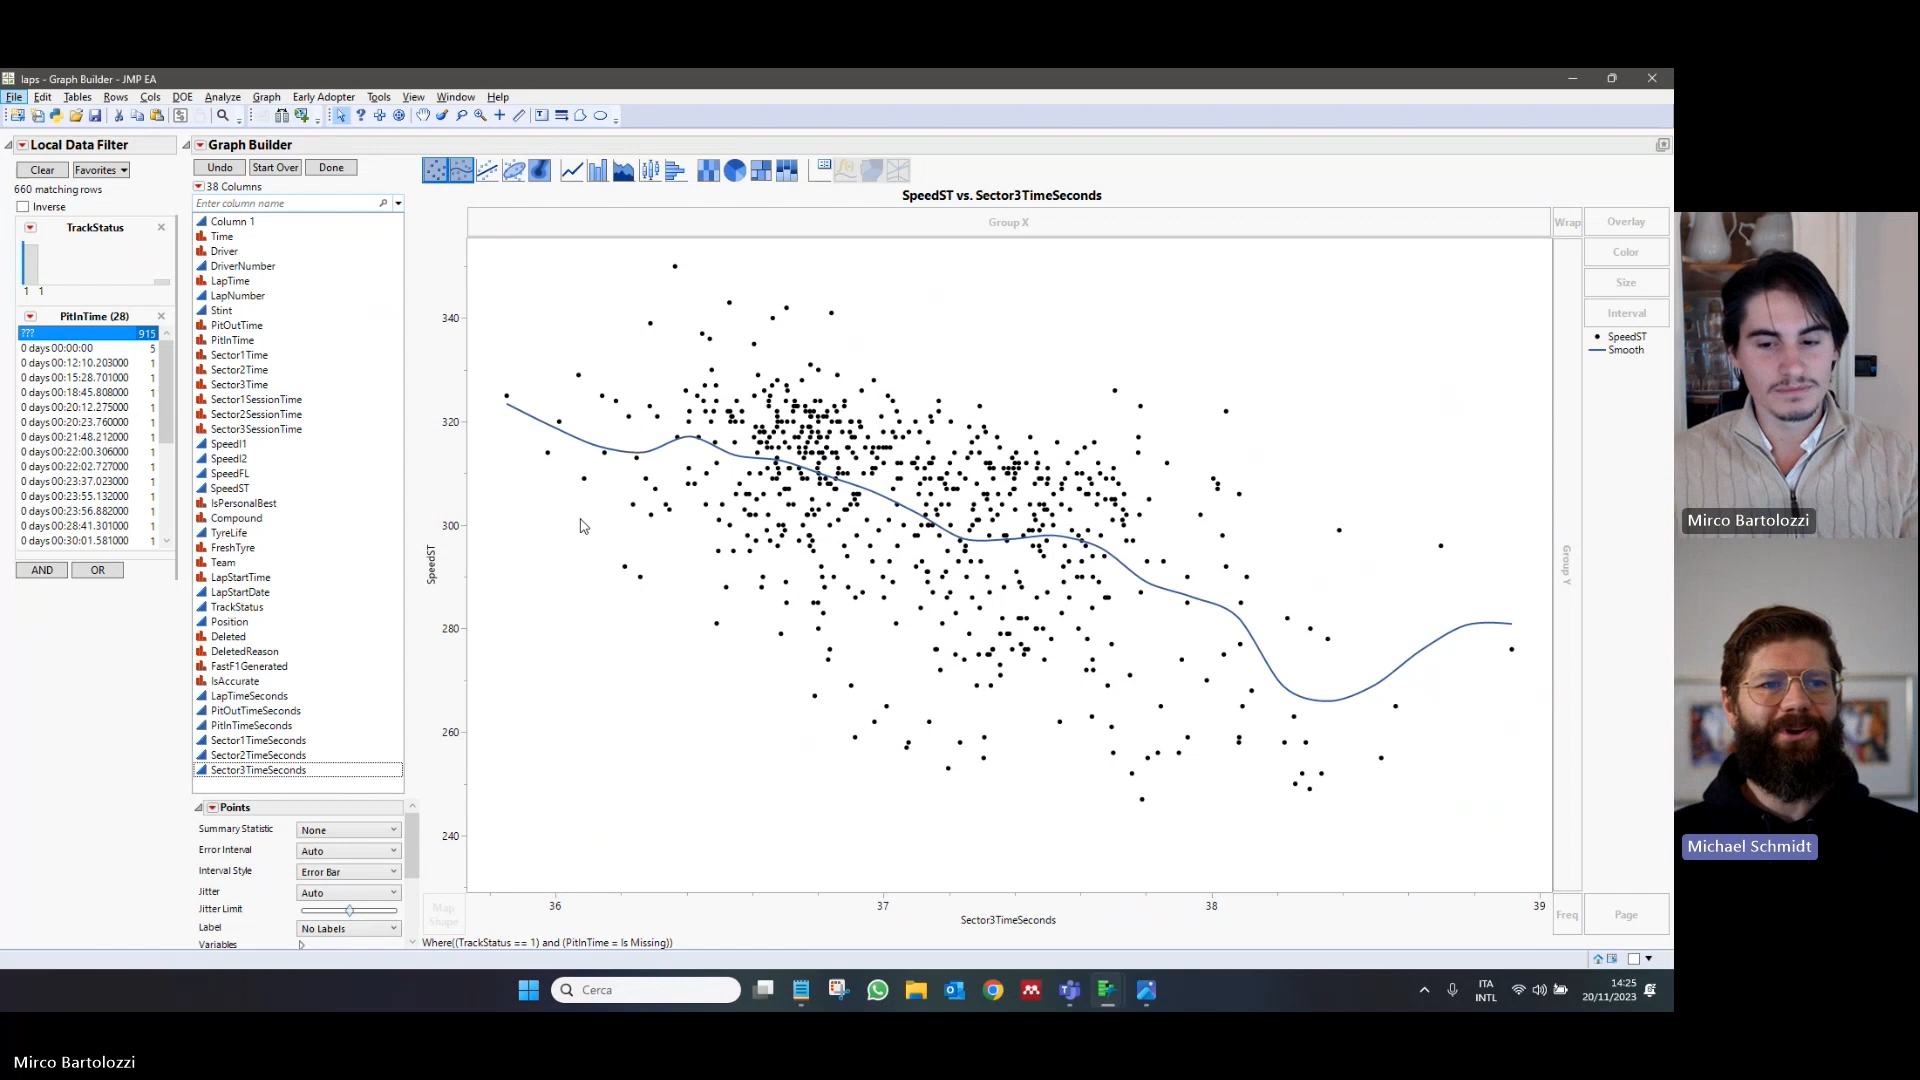 laps - Graph Builder - JMP EA
File Edit Tables Rows Cols DOE Analyze Graph Early Adopter Tools View Window Help
Local Data Filter
Clear Favorites
660 matching rows
Inverse
TrackStatus
1 1
PitInTime (28)
??? 915
0 days 00:00:00 5
0 days 00:12:10.203000 1
0 days 00:15:28.701000 1
0 days 00:18:45.808000 1
0 days 00:20:12.275000 1
0 days 00:20:23.760000 1
0 days 00:21:48.212000 1
0 days 00:22:00.306000 1
0 days 00:22:02.727000 1
0 days 00:23:37.023000 1
0 days 00:23:55.132000 1
0 days 00:23:56.882000 1
0 days 00:28:41.301000 1
0 days 00:30:01.581000 1
AND OR
Graph Builder
Undo Start Over Done
38 Columns
Enter column name
Column 1
Time
Driver
DriverNumber
LapTime
LapNumber
Stint
PitOutTime
PitInTime
Sector1Time
Sector2Time
Sector3Time
Sector1SessionTime
Sector2SessionTime
Sector3SessionTime
SpeedI1
SpeedI2
SpeedFL
SpeedST
IsPersonalBest
Compound
TyreLife
FreshTyre
Team
LapStartTime
LapStartDate
TrackStatus
Position
Deleted
DeletedReason
FastF1Generated
IsAccurate
LapTimeSeconds
PitOutTimeSeconds
PitInTimeSeconds
Sector1TimeSeconds
Sector2TimeSeconds
Sector3TimeSeconds
Points
Summary Statistic None
Error Interval Auto
Interval Style Error Bar
Jitter Auto
Jitter Limit
Label No Labels
Variables
SpeedST vs. Sector3TimeSeconds
Group X
Wrap
Overlay
Color
Size
Interval
SpeedST
Smooth
340
320
300
280
260
240
SpeedST
Group Y
Map
Shape
36 37 38 39
Sector3TimeSeconds
Freq
Page
Where((TrackStatus == 1) and (PitInTime = Is Missing))
Cerca
ITA
INTL
14:25
20/11/2023
Mirco Bartolozzi
Michael Schmidt
Mirco Bartolozzi